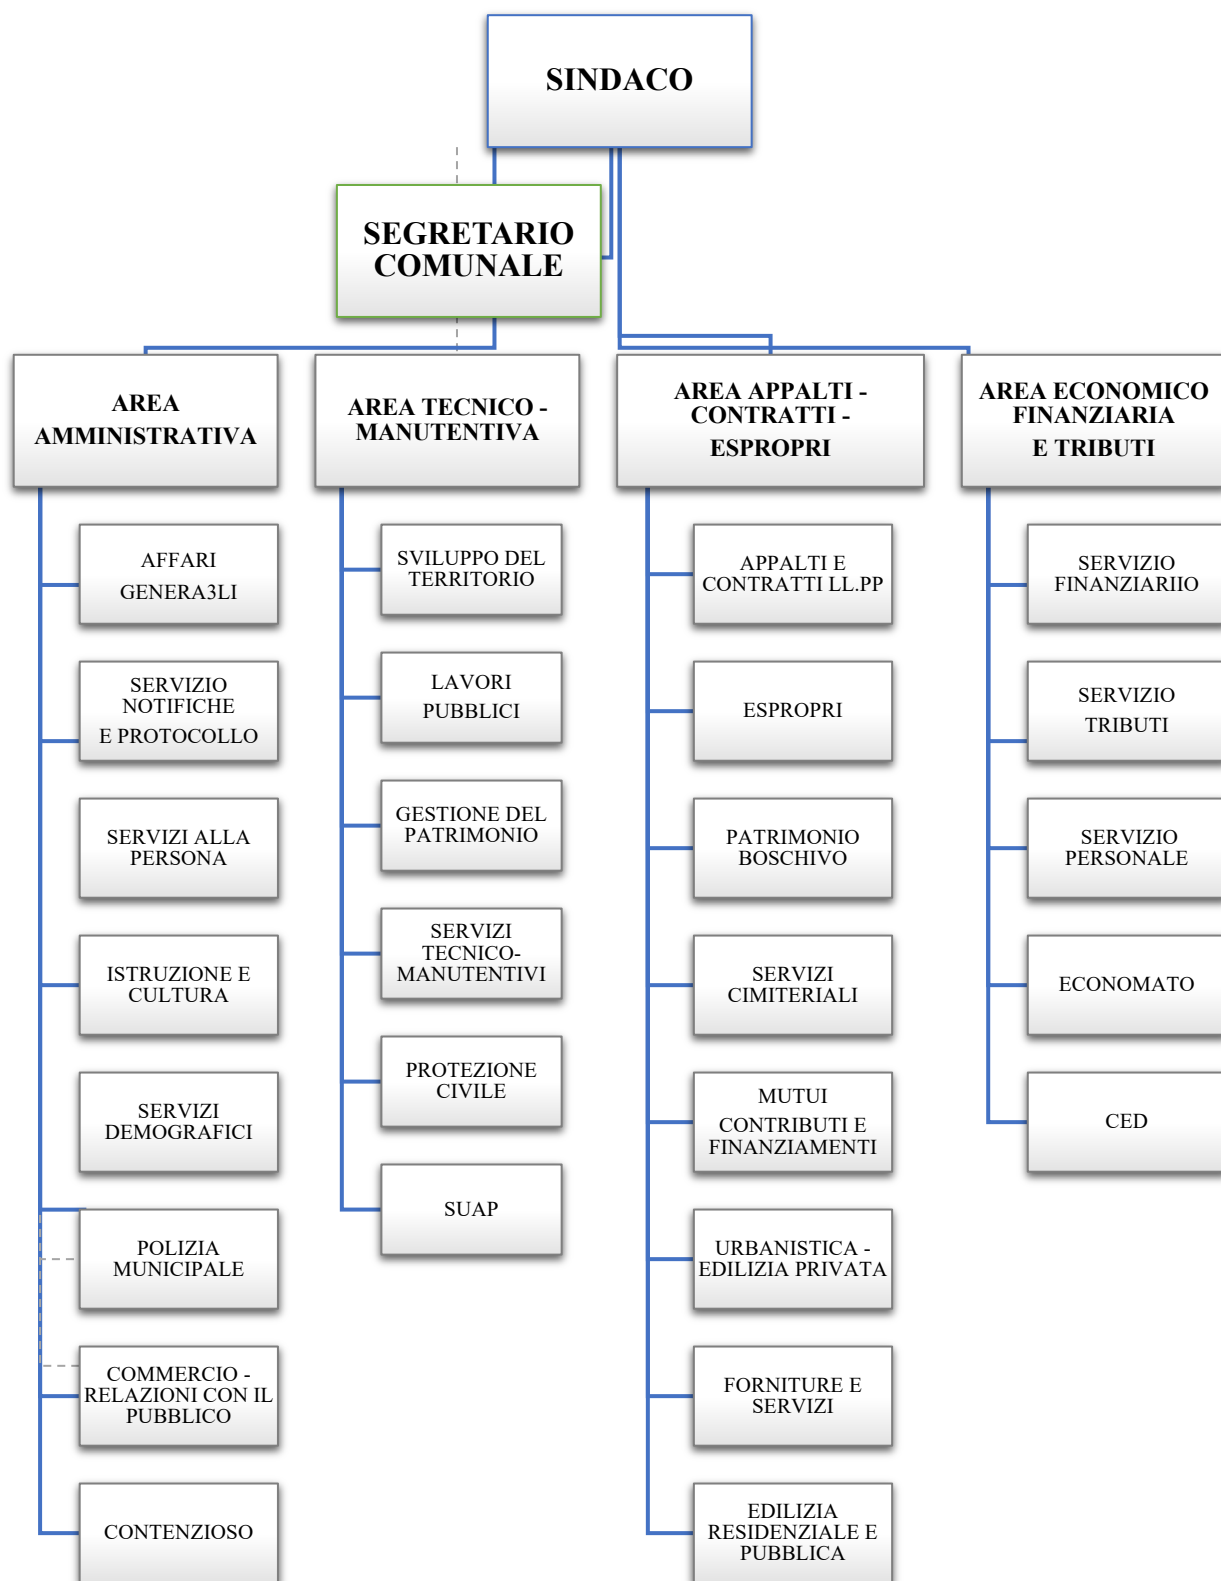 SINDACO
SEGRETARIO
COMUNALE
AREA
AMMINISTRATIVA
AREA TECNICO -
MANUTENTIVA
AREA APPALTI -
CONTRATTI -
ESPROPRI
AREA ECONOMICO
FINANZIARIA
E TRIBUTI
AFFARI
GENERA3LI
SERVIZIO
NOTIFICHE
E PROTOCOLLO
SERVIZI ALLA
PERSONA
ISTRUZIONE E
CULTURA
SERVIZI
DEMOGRAFICI
POLIZIA
MUNICIPALE
COMMERCIO -
RELAZIONI CON IL
PUBBLICO
CONTENZIOSO
SVILUPPO DEL
TERRITORIO
LAVORI
PUBBLICI
GESTIONE DEL
PATRIMONIO
SERVIZI
TECNICO-
MANUTENTIVI
PROTEZIONE
CIVILE
SUAP
APPALTI E
CONTRATTI LL.PP
ESPROPRI
PATRIMONIO
BOSCHIVO
SERVIZI
CIMITERIALI
MUTUI
CONTRIBUTI E
FINANZIAMENTI
URBANISTICA -
EDILIZIA PRIVATA
FORNITURE E
SERVIZI
EDILIZIA
RESIDENZIALE E
PUBBLICA
SERVIZIO
FINANZIARIIO
SERVIZIO
TRIBUTI
SERVIZIO
PERSONALE
ECONOMATO
CED